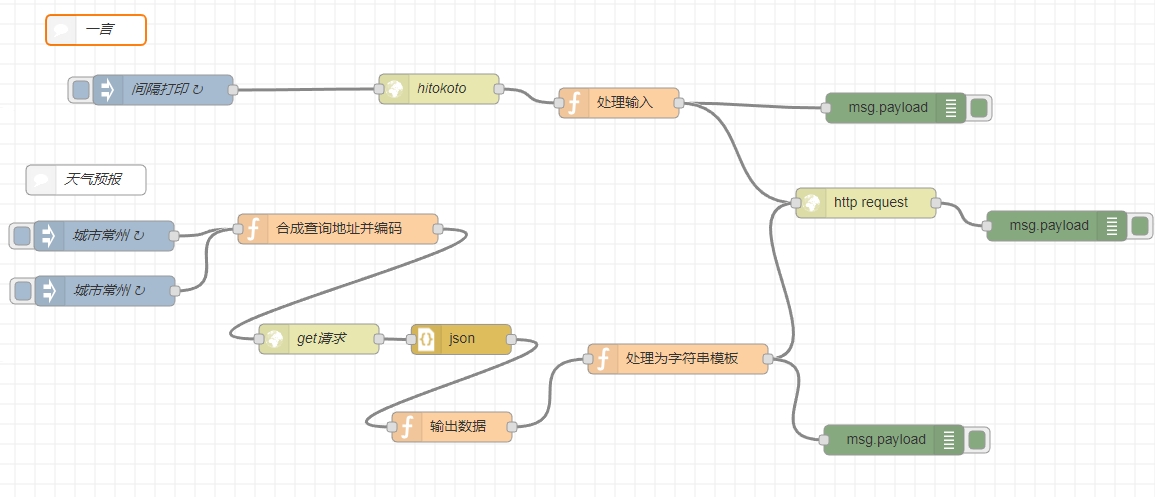 一言
间隔打印 ↻
hitokoto
处理输入
msg.payload
天气预报
http request
城市常州 ↻
合成查询地址并编码
msg.payload
城市常州 ↻
get请求
json
处理为字符串模板
输出数据
msg.payload